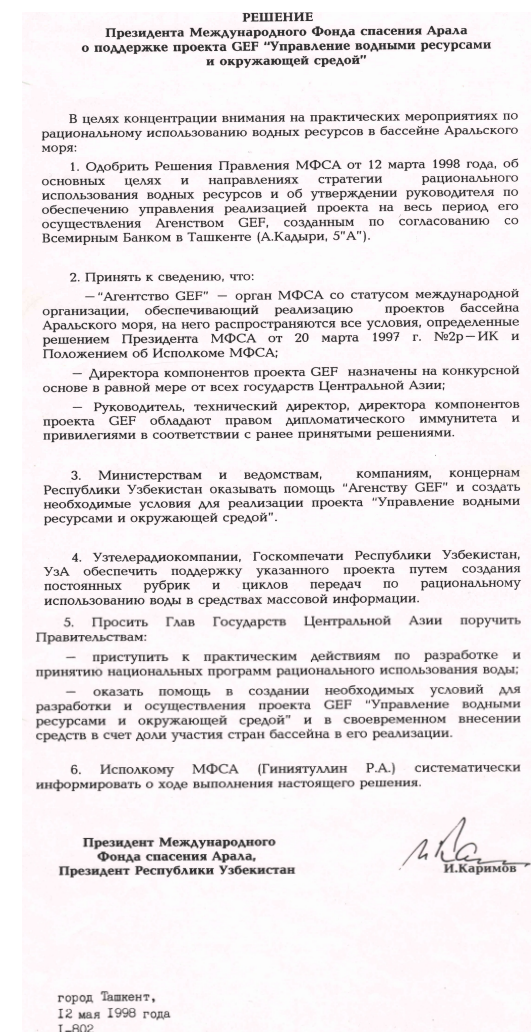 РЕШЕНИЕ
Президента Международного Фонда спасения Арала
о поддержке проекта GEF “Управление водными ресурсами
и окружающей средой”
В целях концентрации внимания на практических мероприятиях по
рациональному использованию водных ресурсов в бассейне Аральского
моря:
1. Одобрить Решения Правления МФСА от 12 марта 1998 года, об
основных целях и направлениях стратегии рационального
использования водных ресурсов и об утверждении руководителя по
обеспечению управления реализацией проекта на весь период его
осуществления Агенством GEF, созданным по согласованию со
Всемирным Банком в Ташкенте (А.Кадыри, 5”А”).
2. Принять к сведению, что:
—“Агентство GEF” — орган МФСА со статусом международной
организации, обеспечивающий реализацию проектов бассейна
Аральского моря, на него распространяются все условия, определенные
решением Президента МФСА от 20 марта 1997 г. №2р—ИК и
Положением об Исполкоме МФСА;
— Директора компонентов проекта GEF назначены на конкурсной
основе в равной мере от всех государств Центральной Азии;
— Руководитель, технический директор, директора компонентов
проекта GEF обладают правом дипломатического иммунитета и
привилегиями в соответствии с ранее принятыми решениями.
3. Министерствам и ведомствам, компаниям, концернам
Республики Узбекистан оказывать помощь “Агенству GEF” и создать
необходимые условия для реализации проекта “Управление водными
ресурсами и окружающей средой”.
4. Узтелерадиокомпании, Госкомпечати Республики Узбекистан,
УзА обеспечить поддержку указанного проекта путем создания
постоянных рубрик и циклов передач по рациональному
использованию воды в средствах массовой информации.
5. Просить Глав Государств Центральной Азии поручить
Правительствам:
— приступить к практическим действиям по разработке и
принятию национальных программ рационального использования воды;
— оказать помощь в создании необходимых условий для
разработки и осуществления проекта GEF “Управление водными
ресурсами и окружающей средой” и в своевременном внесении
средств в счет доли участия стран бассейна в его реализации.
6. Исполкому МФСА (Гиниятуллин Р.А.) систематически
информировать о ходе выполнения настоящего решения.
Президент Международного
Фонда спасения Арала,
Президент Республики Узбекистан
И.Каримов
город Ташкент,
I2 мая I998 года
I-802